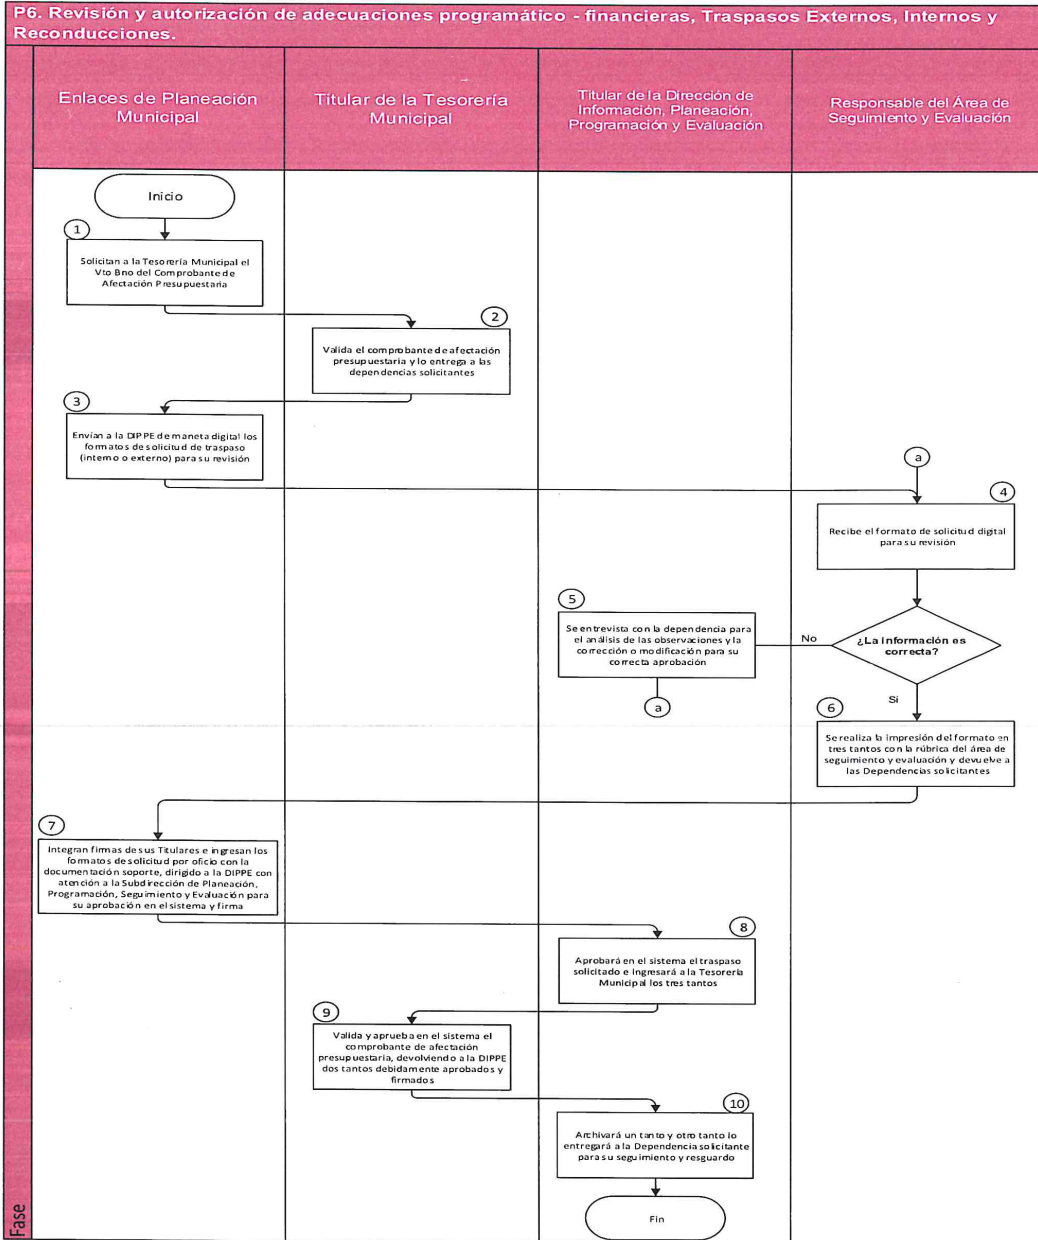 P6. Revisión y autorización de adecuaciones programático - financieras, Traspasos Externos, Internos y
Reconducciones.
Enlaces de Planeación
Municipal
Titular de la Tesorería
Municipal
Titular de la Dirección de
Información, Planeación,
Programación y Evaluación
Responsable del Área de
Seguimiento y Evaluación
Inicio
1
Solicitan a la Tesorería Municipal el
Vto Bno del Comprobante de
Afectación Presupuestaria
2
Valida el comprobante de afectación
presupuestaria y lo entrega a las
dependencias solicitantes
3
Envían a la DIPPE de maneta digital los
formatos de solicitud de traspaso
(interno o externo) para su revisión
a
4
Recibe el formato de solicitud digital
para su revisión
5
Se entrevista con la dependencia para
el análisis de las observaciones y la
corrección o modificación para su
correcta aprobación
a
No
¿La información es
correcta?
Sí
6
Se realiza la impresión del formato en
tres tantos con la rúbrica del área de
seguimiento y evaluación y devuelve a
las Dependencias solicitantes
7
Integran firmas de sus Titulares e ingresan los
formatos de solicitud por oficio con la
documentación soporte, dirigido a la DIPPE con
atención a la Subdirección de Planeación,
Programación, Seguimiento y Evaluación para
su aprobación en el sistema y firma
8
Aprobará en el sistema el traspaso
solicitado e ingresará a la Tesorería
Municipal los tres tantos
9
Valida y aprueba en el sistema el
comprobante de afectación
presupuestaria, devolviendo a la DIPPE
dos tantos debidamente aprobados y
firmados
10
Archivará un tanto y otro tanto lo
entregará a la Dependencia solicitante
para su seguimiento y resguardo
Fin
Fase